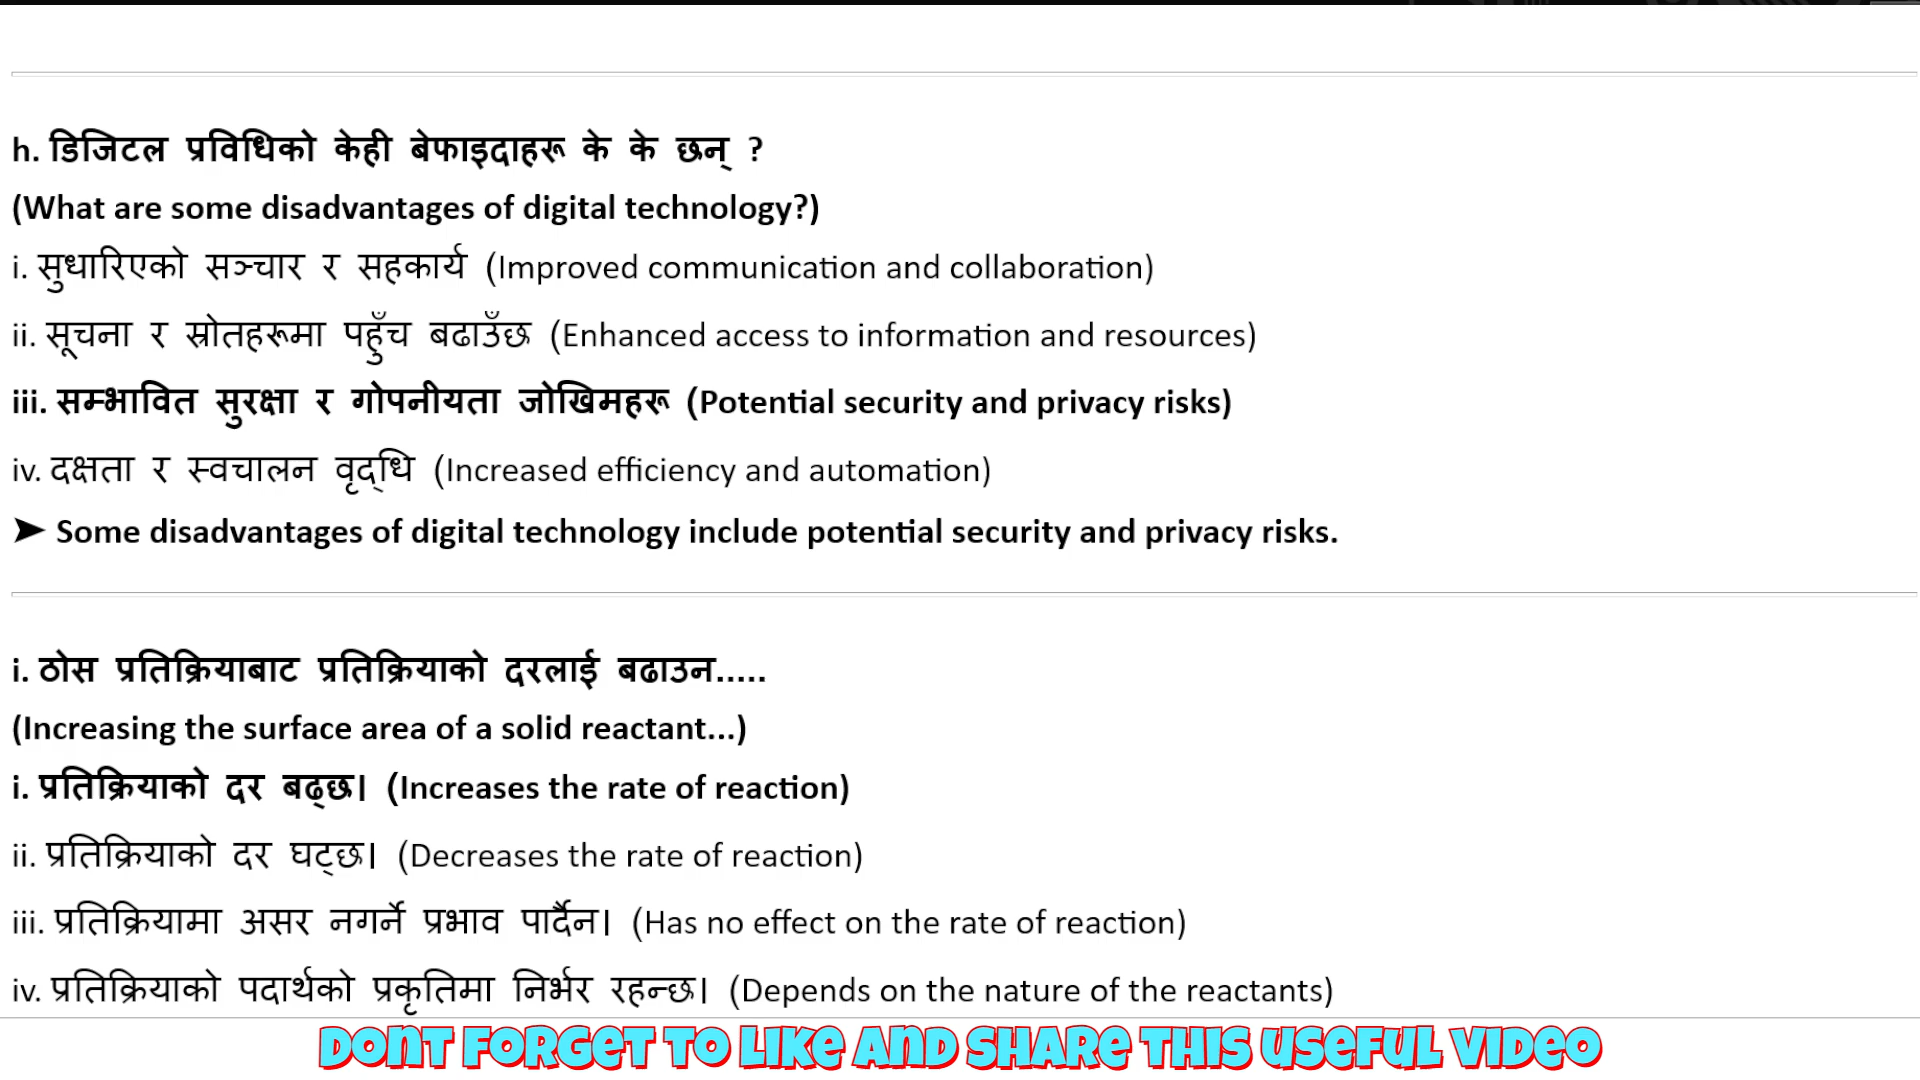 h. डिजिटल प्रविधिको केही बेफाइदाहरू के के छन् ?
(What are some disadvantages of digital technology?)
i. सुधारिएको सञ्चार र सहकार्य (Improved communication and collaboration)
ii. सूचना र स्रोतहरूमा पहुँच बढाउँछ (Enhanced access to information and resources)
iii. सम्भावित सुरक्षा र गोपनीयता जोखिमहरू (Potential security and privacy risks)
iv. दक्षता र स्वचालन वृद्धि (Increased efficiency and automation)
➤ Some disadvantages of digital technology include potential security and privacy risks.
i. ठोस प्रतिक्रियाबाट प्रतिक्रियाको दरलाई बढाउन.....
(Increasing the surface area of a solid reactant...)
i. प्रतिक्रियाको दर बढ्छ। (Increases the rate of reaction)
ii. प्रतिक्रियाको दर घट्छ। (Decreases the rate of reaction)
iii. प्रतिक्रियामा असर नगर्ने प्रभाव पार्दैन। (Has no effect on the rate of reaction)
iv. प्रतिक्रियाको पदार्थको प्रकृतिमा निर्भर रहन्छ। (Depends on the nature of the reactants)
DONT FORGET TO LIKE AND SHARE THIS USEFUL VIDEO